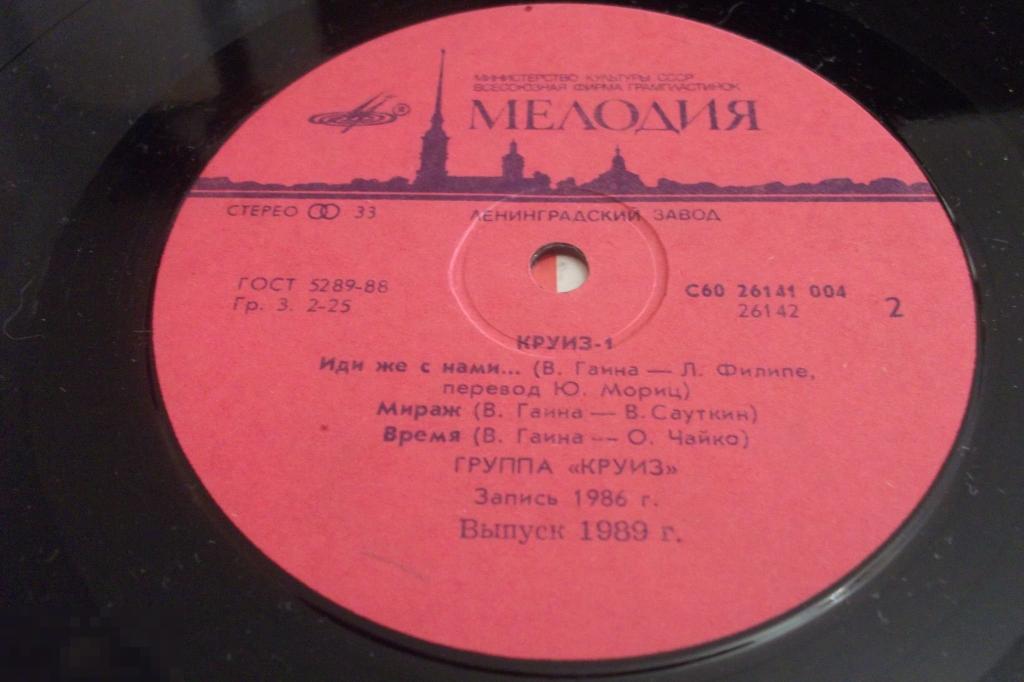 МИНИСТЕРСТВО КУЛЬТУРЫ СССР
ВСЕСОЮЗНАЯ ФИРМА ГРАМПЛАСТИНОК
МЕЛОДИЯ
СТЕРЕО 33
ЛЕНИНГРАДСКИЙ ЗАВОД
ГОСТ 5289-88
Гр. 3. 2-25
С60 26141 004
26142
2
КРУИЗ-1
Иди же с нами... (В. Гаина — Л. Филипе,
перевод Ю. Мориц)
Мираж (В. Гаина — В. Сауткин)
Время (В. Гаина — О. Чайко)
ГРУППА «КРУИЗ»
Запись 1986 г.
Выпуск 1989 г.